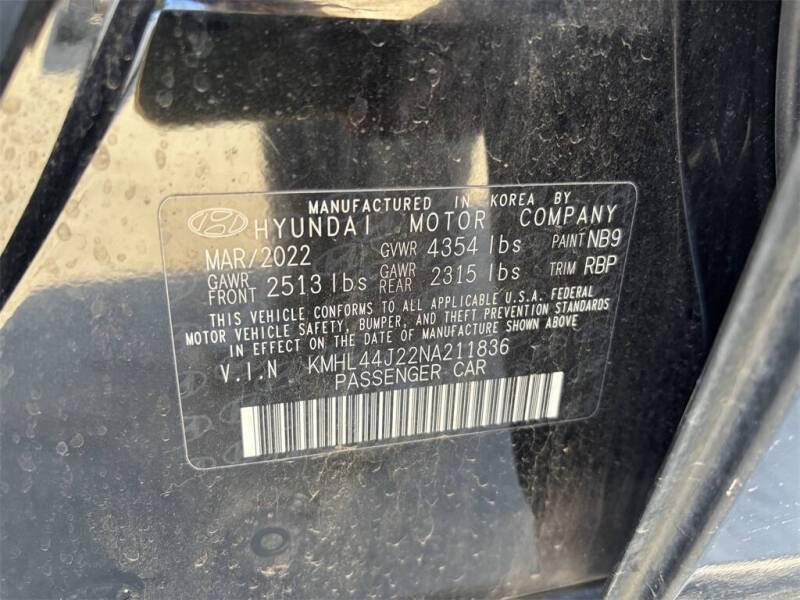 MANUFACTURED IN KOREA BY
HYUNDAI MOTOR COMPANY
MAR/2022 GVWR 4354 lbs PAINT NB9
GAWR FRONT 2513 lbs GAWR REAR 2315 lbs TRIM RBP
THIS VEHICLE CONFORMS TO ALL APPLICABLE U.S.A. FEDERAL
MOTOR VEHICLE SAFETY, BUMPER, AND THEFT PREVENTION STANDARDS
IN EFFECT ON THE DATE OF MANUFACTURE SHOWN ABOVE
V.I.N. KMHL44J22NA211836
PASSENGER CAR